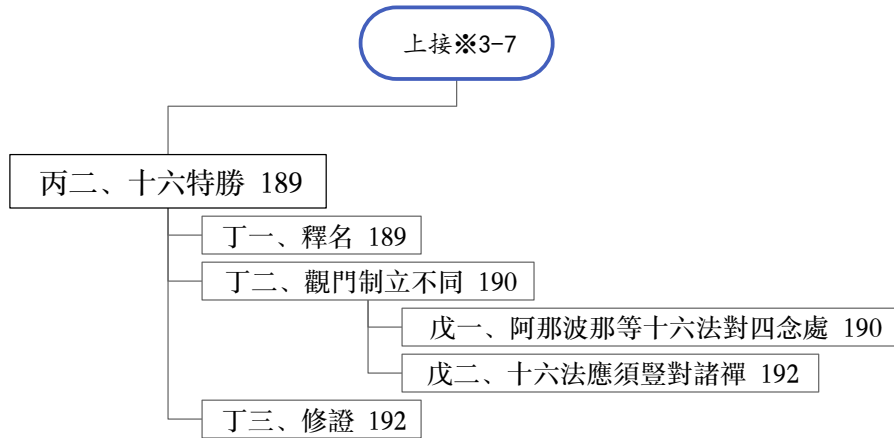 上接※3-7
丙二、十六特勝 189
丁一、釋名 189
丁二、觀門制立不同 190
戊一、阿那波那等十六法對四念處 190
戊二、十六法應須豎對諸禪 192
丁三、修證 192